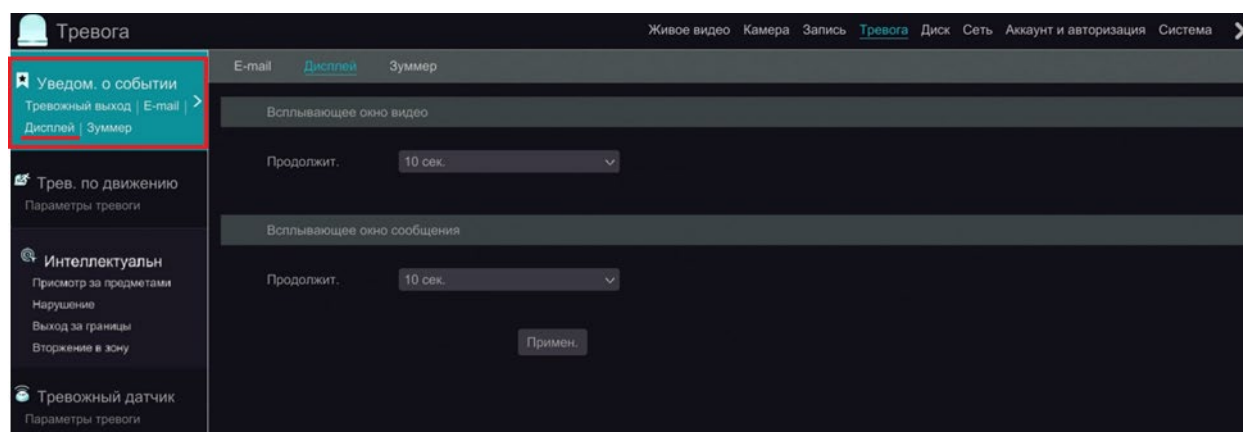 Тревога
Живое видео Камера Запись Тревога Диск Сеть Аккаунт и авторизация Система
Уведом. о событии
Тревожный выход | E-mail |
Дисплей | Зуммер
Трев. по движению
Параметры тревоги
Интеллектуальн
Присмотр за предметами
Нарушение
Выход за границы
Вторжение в зону
Тревожный датчик
Параметры тревоги
E-mail Дисплей Зуммер
Всплывающее окно видео
Продолжит. 10 сек.
Всплывающее окно сообщения
Продолжит. 10 сек.
Примен.